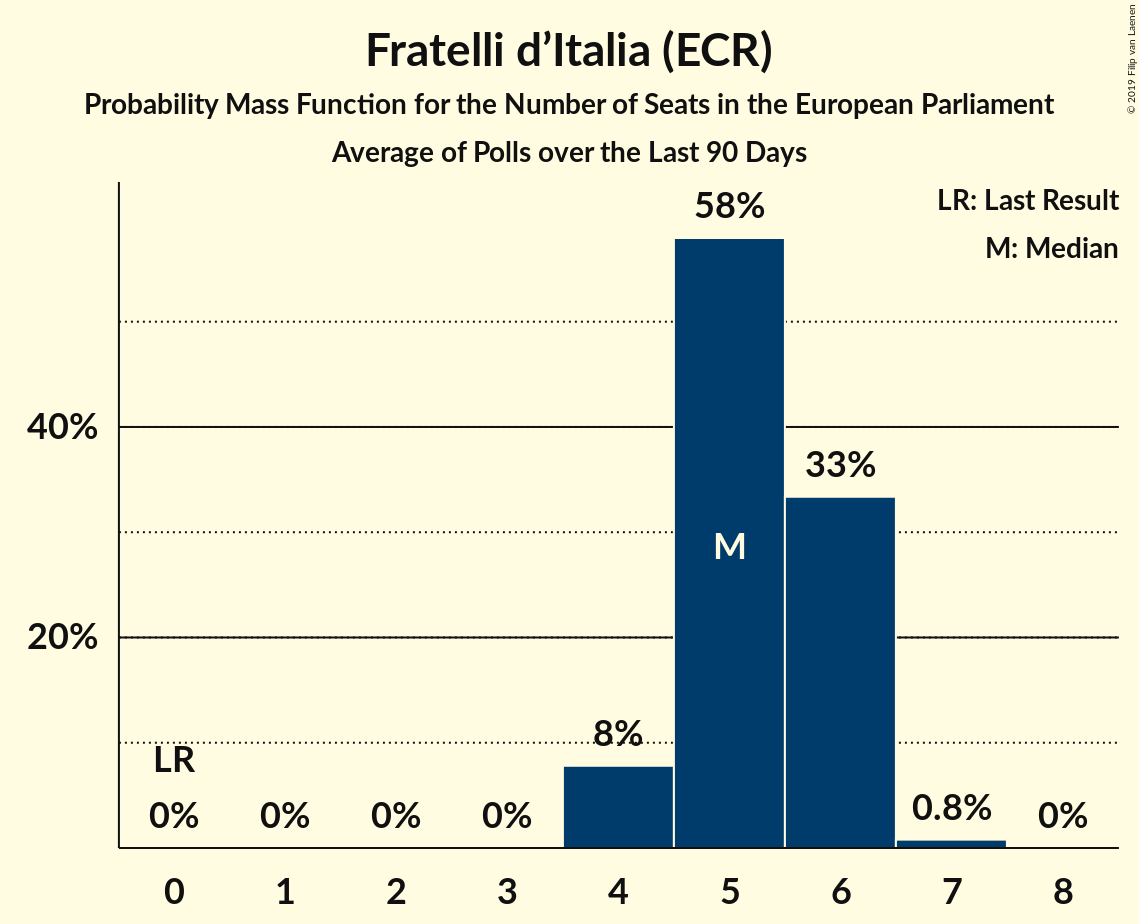 Fratelli d’Italia (ECR)
Probability Mass Function for the Number of Seats in the European Parliament
Average of Polls over the Last 90 Days
© 2019 Filip van Laenen
LR: Last Result
M: Median
58%
40%
33%
M
20%
8%
LR
0% 0% 0% 0% 0.8% 0%
0 1 2 3 4 5 6 7 8